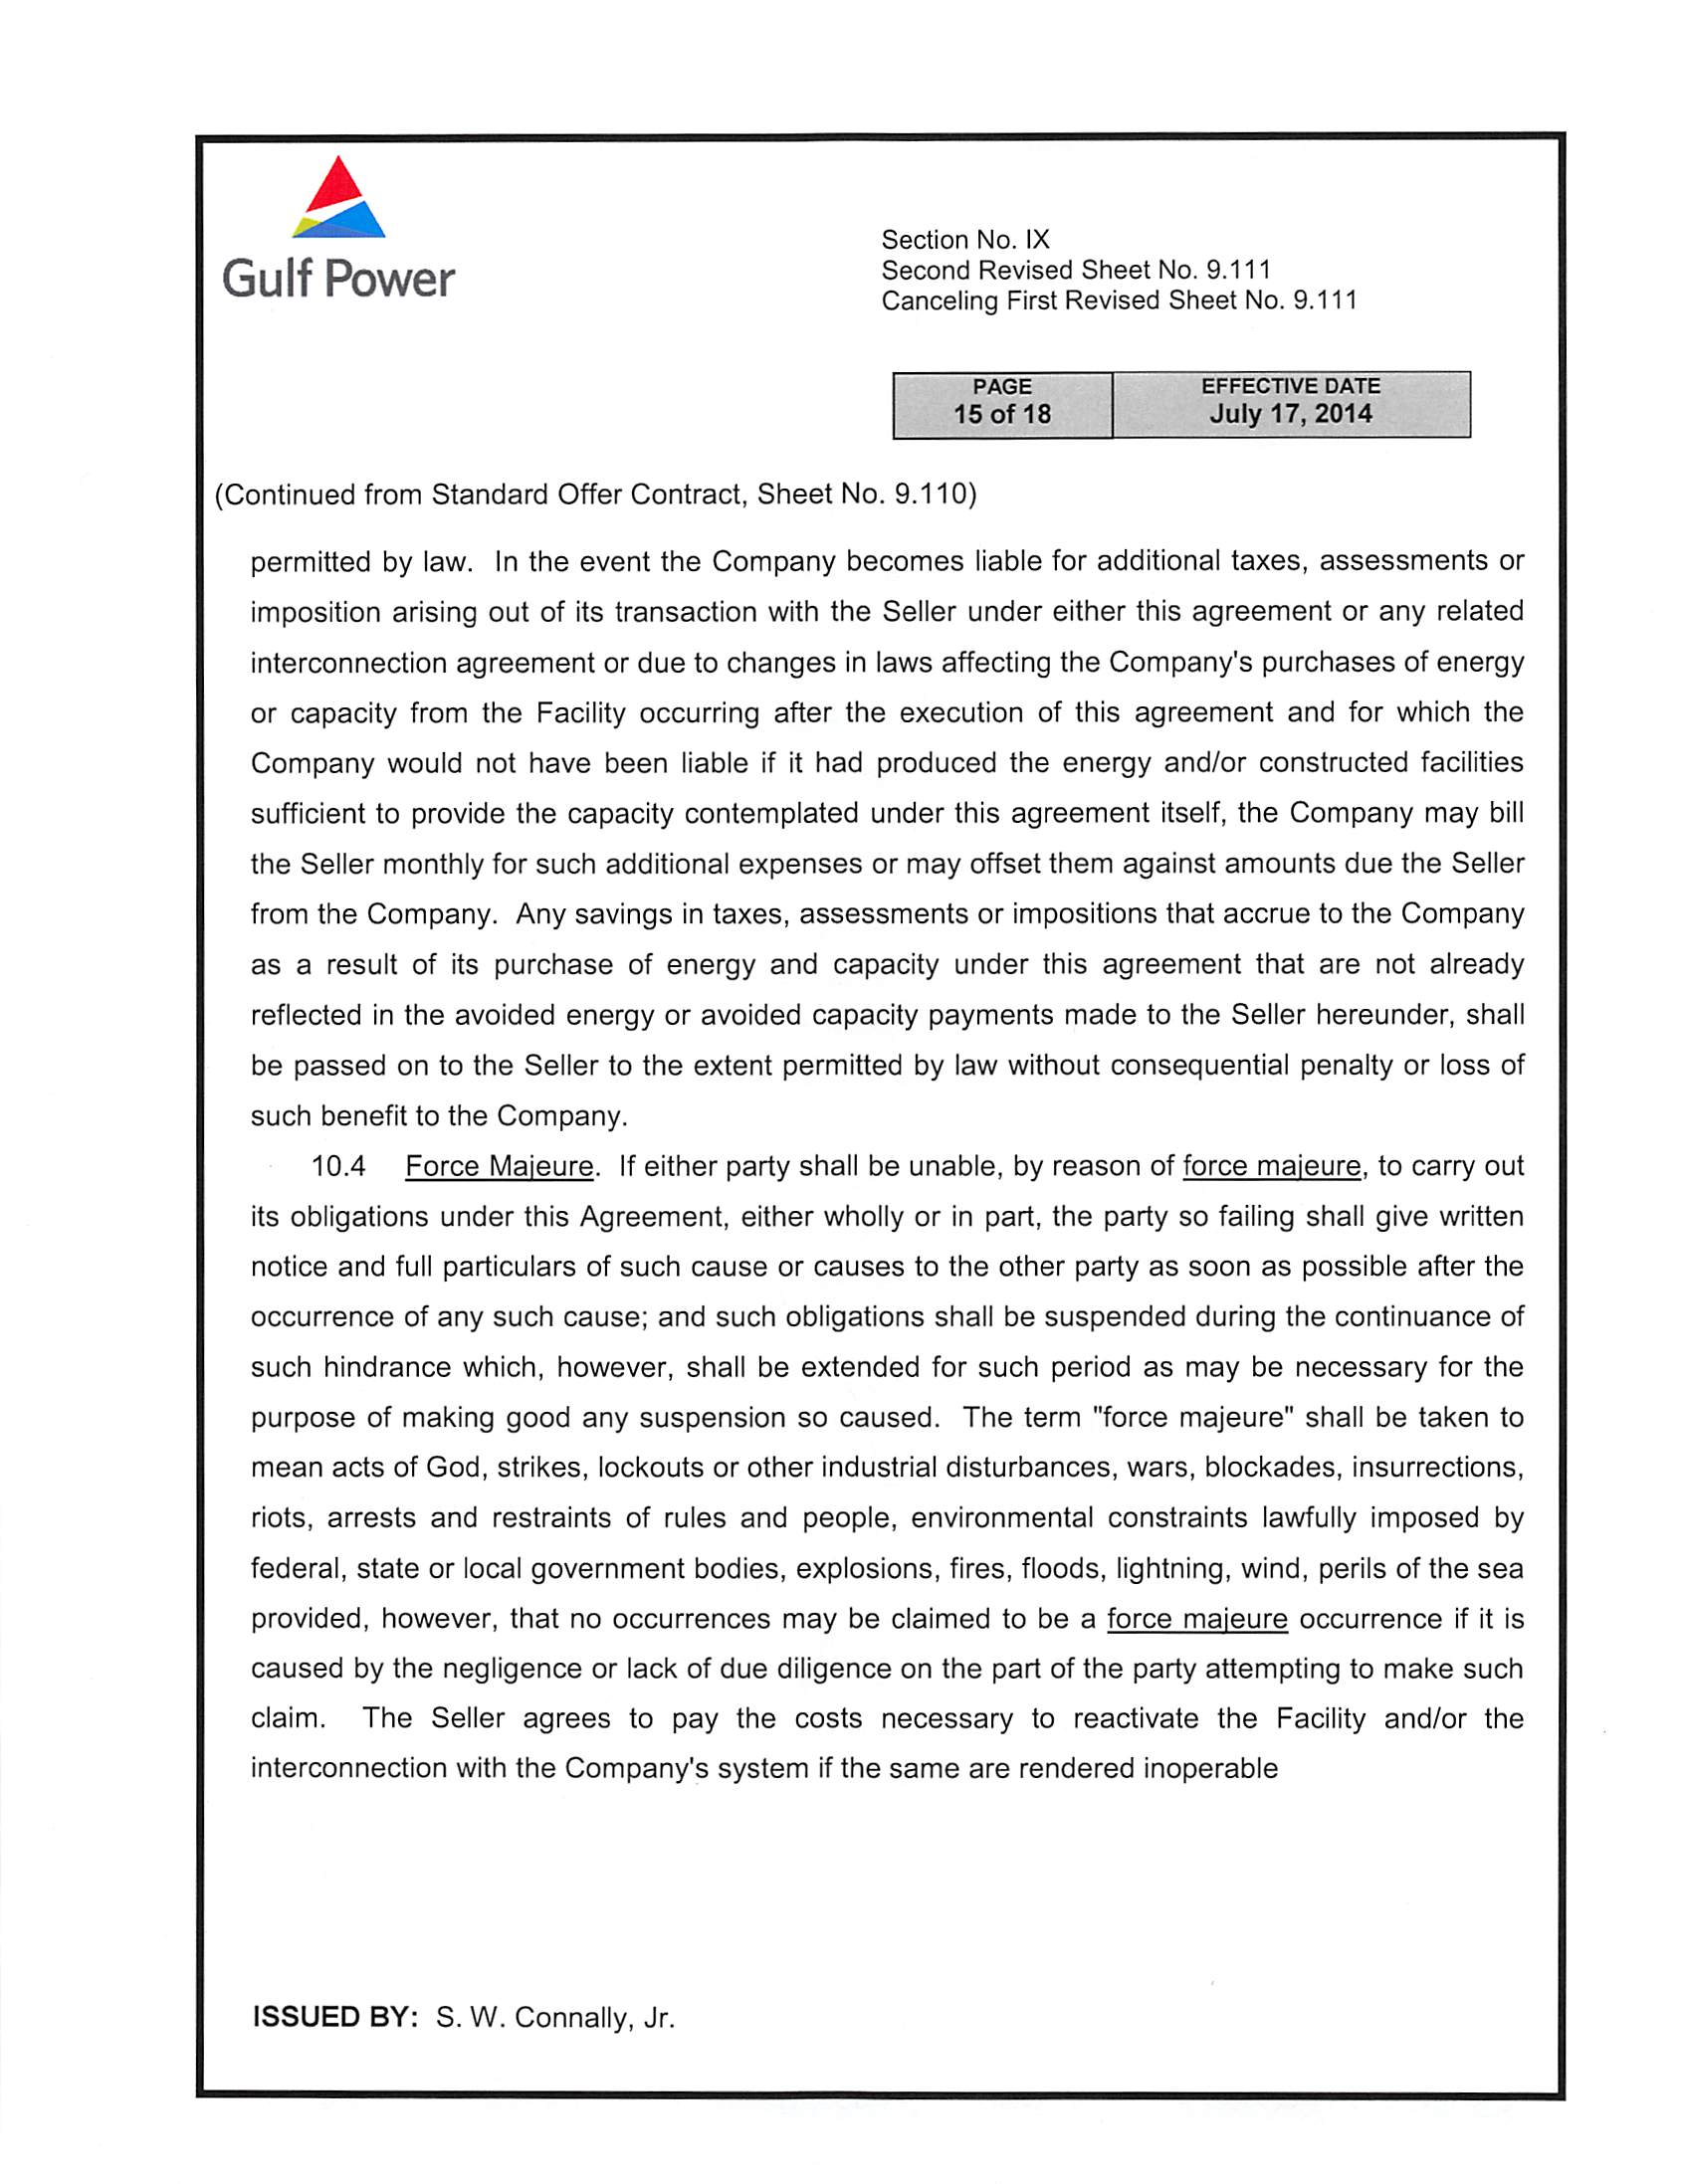 Gulf Power
Section No. IX
Second Revised Sheet No. 9.111
Canceling First Revised Sheet No. 9.111
PAGE EFFECTIVE DATE
15 of 18 July 17, 2014
(Continued from Standard Offer Contract, Sheet No. 9.110)
permitted by law. In the event the Company becomes liable for additional taxes, assessments or
imposition arising out of its transaction with the Seller under either this agreement or any related
interconnection agreement or due to changes in laws affecting the Company's purchases of energy
or capacity from the Facility occurring after the execution of this agreement and for which the
Company would not have been liable if it had produced the energy and/or constructed facilities
sufficient to provide the capacity contemplated under this agreement itself, the Company may bill
the Seller monthly for such additional expenses or may offset them against amounts due the Seller
from the Company. Any savings in taxes, assessments or impositions that accrue to the Company
as a result of its purchase of energy and capacity under this agreement that are not already
reflected in the avoided energy or avoided capacity payments made to the Seller hereunder, shall
be passed on to the Seller to the extent permitted by law without consequential penalty or loss of
such benefit to the Company.
10.4 Force Majeure. If either party shall be unable, by reason of force majeure, to carry out
its obligations under this Agreement, either wholly or in part, the party so failing shall give written
notice and full particulars of such cause or causes to the other party as soon as possible after the
occurrence of any such cause; and such obligations shall be suspended during the continuance of
such hindrance which, however, shall be extended for such period as may be necessary for the
purpose of making good any suspension so caused. The term "force majeure" shall be taken to
mean acts of God, strikes, lockouts or other industrial disturbances, wars, blockades, insurrections,
riots, arrests and restraints of rules and people, environmental constraints lawfully imposed by
federal, state or local government bodies, explosions, fires, floods, lightning, wind, perils of the sea
provided, however, that no occurrences may be claimed to be a force majeure occurrence if it is
caused by the negligence or lack of due diligence on the part of the party attempting to make such
claim. The Seller agrees to pay the costs necessary to reactivate the Facility and/or the
interconnection with the Company's system if the same are rendered inoperable
ISSUED BY: S. W. Connally, Jr.